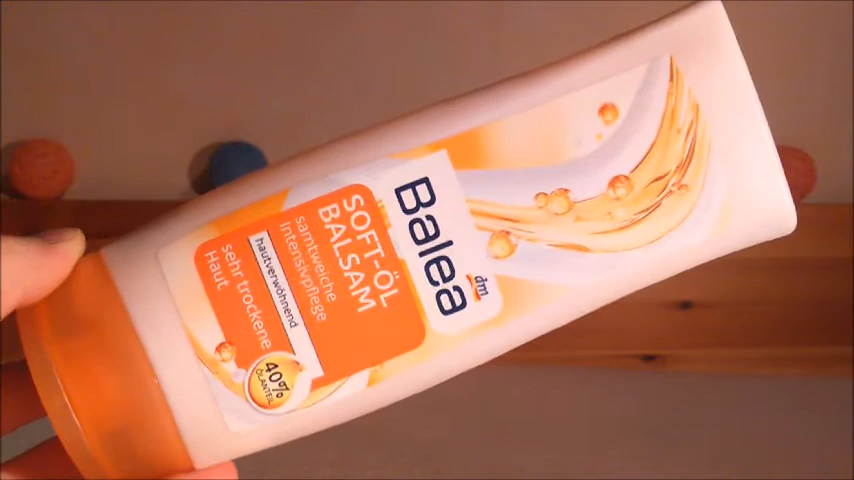 Balea
dm
SOFT-ÖL
BALSAM
samtweiche
Intensivpflege
hautverwöhnend
sehr trockene
Haut
40%
ÖLANTEIL